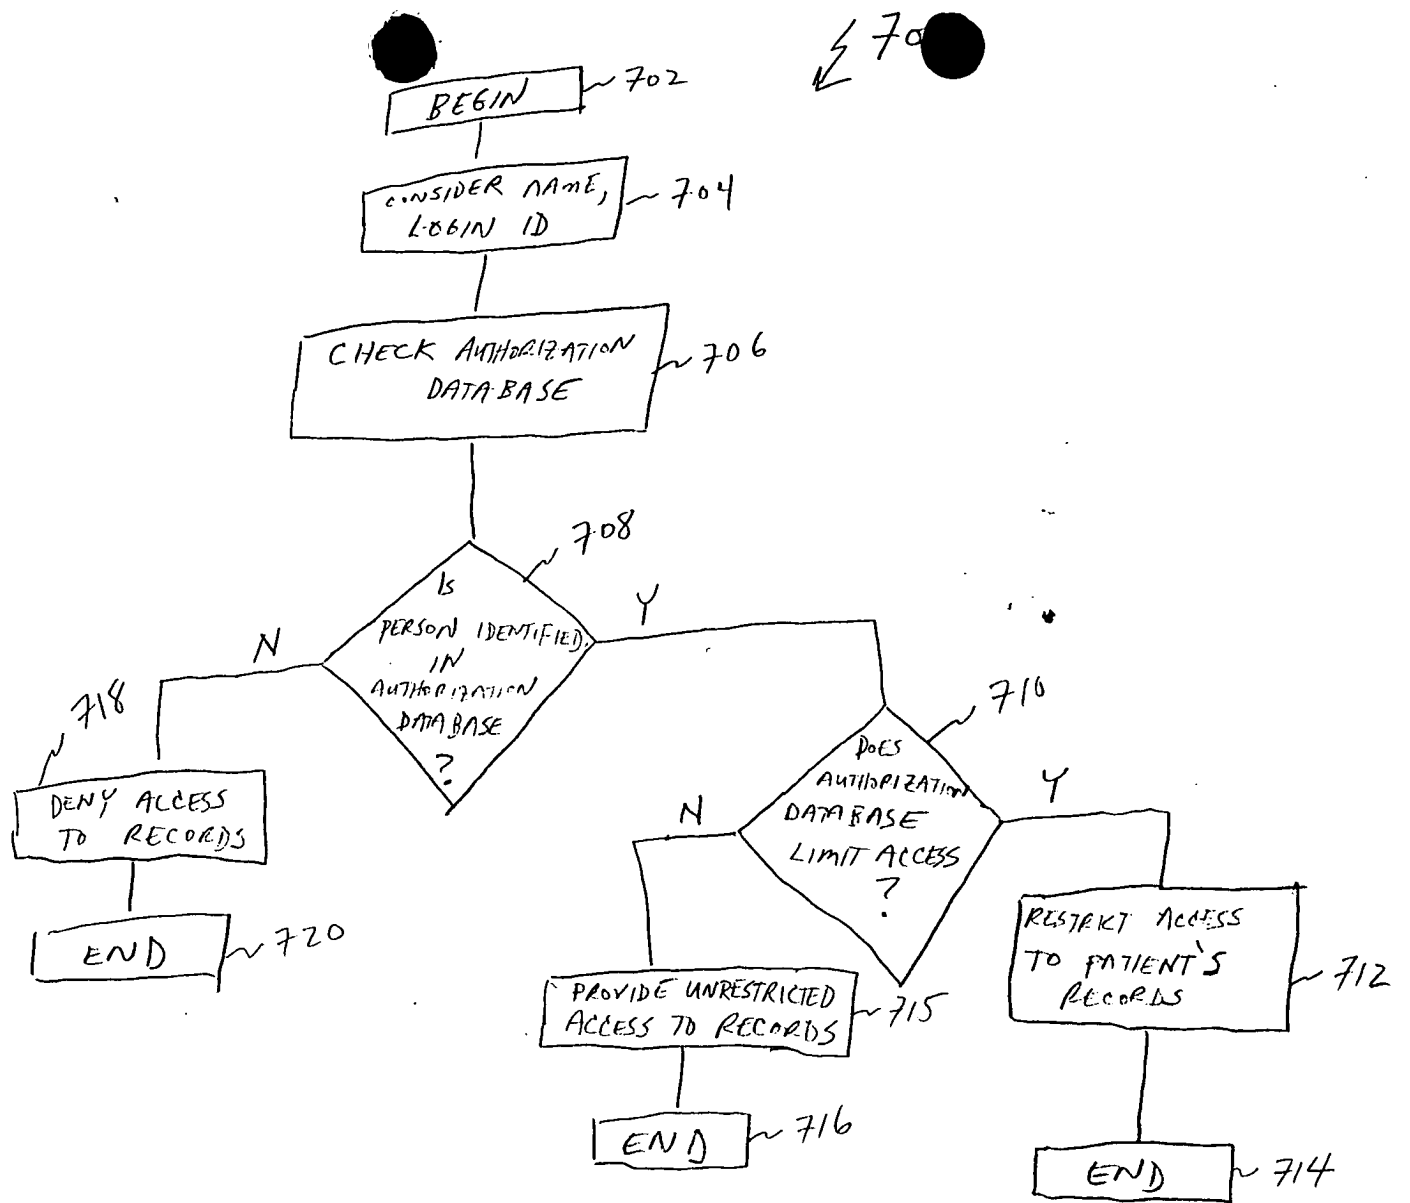 70
BEGIN
702
CONSIDER NAME,
LOGIN ID
704
CHECK AUTHORIZATION
DATABASE
706
708
Is
PERSON IDENTIFIED
IN
AUTHORIZATION
DATABASE
?
N
Y
718
DENY ACCESS
TO RECORDS
END
720
710
DOES
AUTHORIZATION
DATABASE
LIMIT ACCESS
?
N
Y
PROVIDE UNRESTRICTED
ACCESS TO RECORDS
715
END
716
RESTRICT ACCESS
TO PATIENT'S
RECORDS
712
END
714